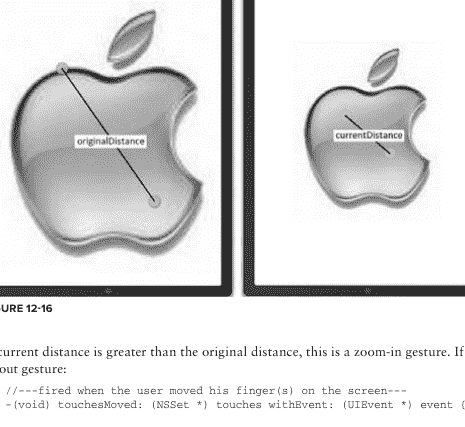 originalDistance
currentDistance
URE 12-16
current distance is greater than the original distance, this is a zoom-in gesture. If
out gesture:
//---fired when the user moved his finger(s) on the screen---
-(void) touchesMoved: (NSSet *) touches withEvent: (UIEvent *) event {